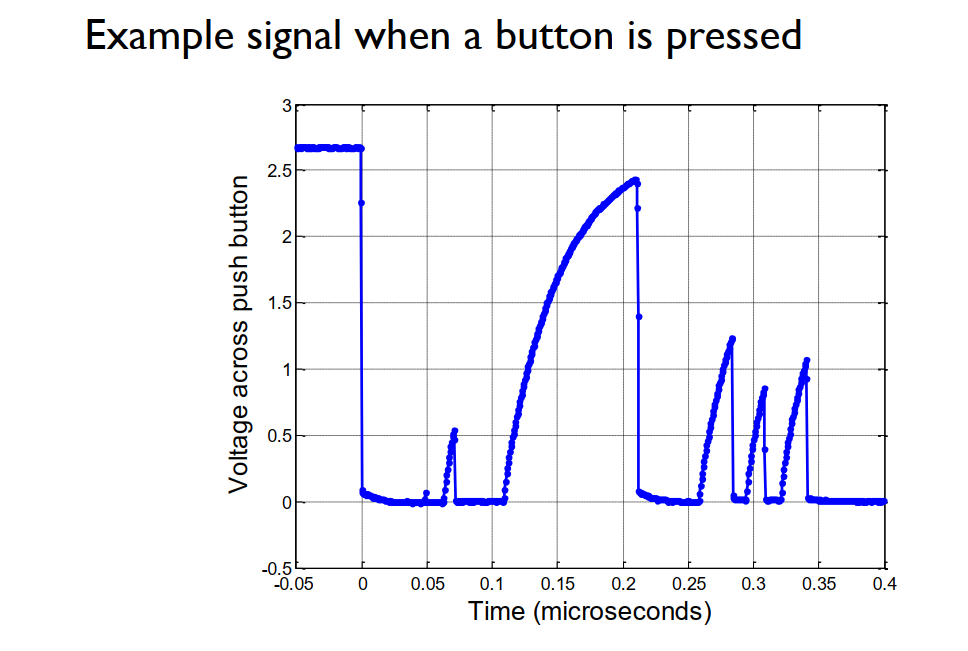 Example signal when a button is pressed
3
2.5
2
1.5
1
0.5
0
-0.5
Voltage across push button
-0.05 0 0.05 0.1 0.15 0.2 0.25 0.3 0.35 0.4
Time (microseconds)